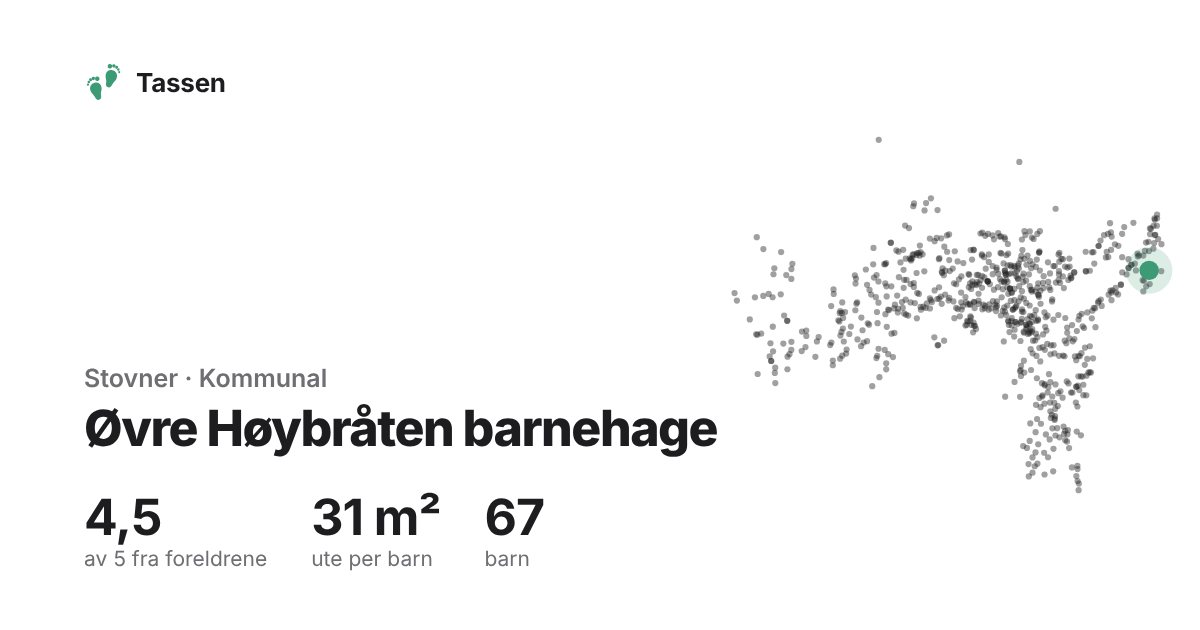 Tassen
Stovner · Kommunal
Øvre Høybråten barnehage
4,5
av 5 fra foreldrene
31 m²
ute per barn
67
barn